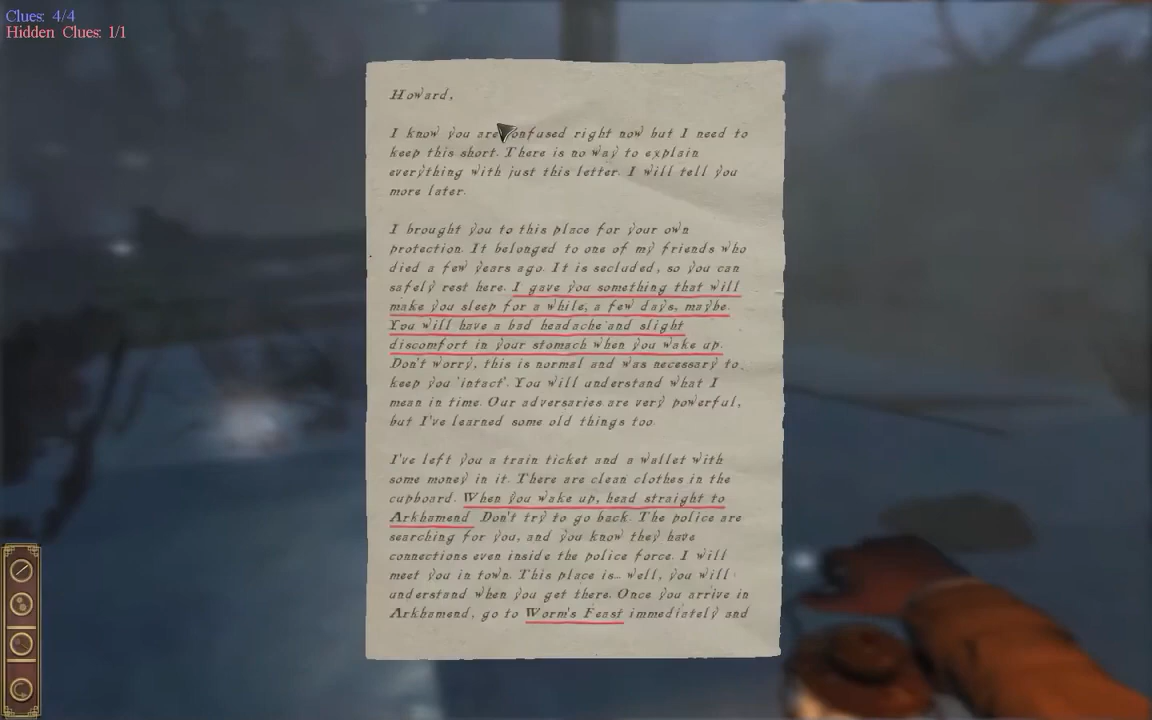 Clues: 4/4
Hidden Clues: 1/1
Howard,
I know you are confused right now but I need to
keep this short. There is no way to explain
everything with just this letter. I will tell you
more later.
I brought you to this place for your own
protection. It belonged to one of my friends who
died a few years ago. It is secluded, so you can
safely rest here. I gave you something that will
make you sleep for a while, a few days, maybe.
You will have a bad headache and slight
discomfort in your stomach when you wake up.
Don't worry, this is normal and was necessary to
keep you 'intact'. You will understand what I
mean in time. Our adversaries are very powerful,
but I've learned some old things too.
I've left you a train ticket and a wallet with
some money in it. There are clean clothes in the
cupboard. When you wake up, head straight to
Arkhamend. Don't try to go back. The police are
searching for you, and you know they have
connections even inside the police force. I will
meet you in town. This place is... well, you will
understand when you get there. Once you arrive in
Arkhamend, go to Worm's Feast immediately and